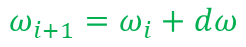 ω_{i+1} = ω_i + dω